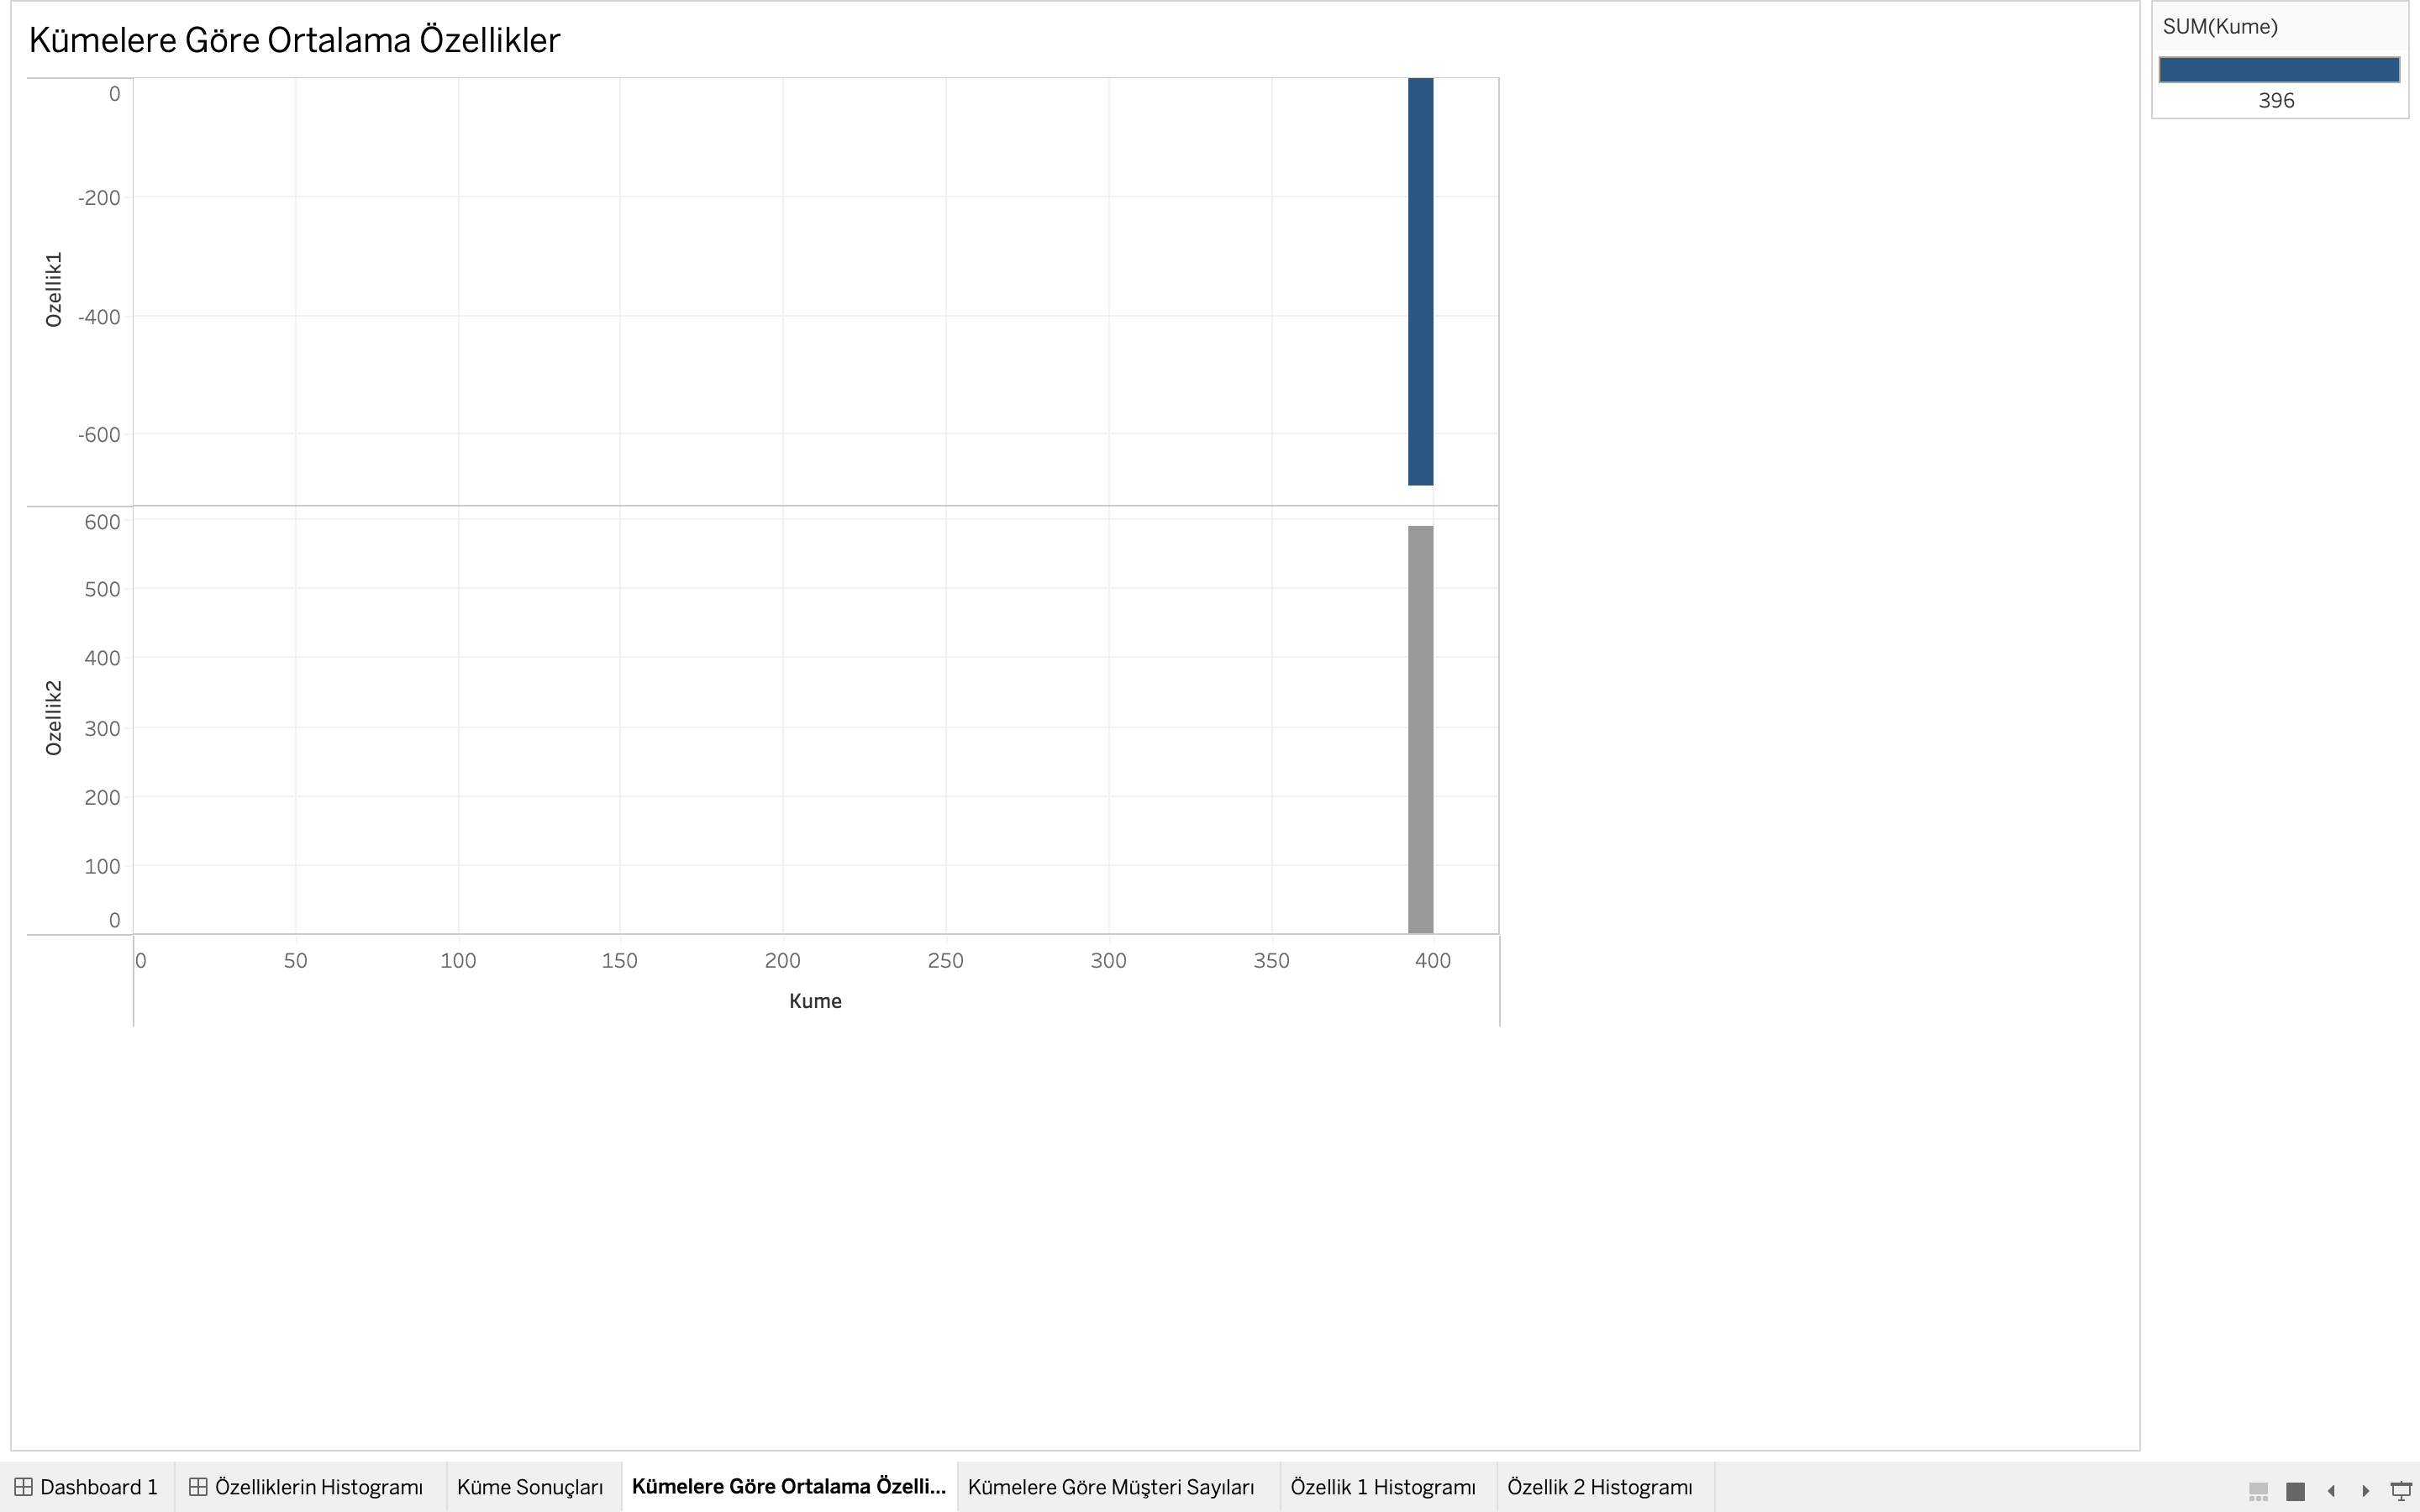 Kümelere Göre Ortalama Özellikler
SUM(Kume)
396
Ozellik1
0
-200
-400
-600
Ozellik2
600
500
400
300
200
100
0
0 50 100 150 200 250 300 350 400
Kume
Dashboard 1 Özelliklerin Histogramı Küme Sonuçları Kümelere Göre Ortalama Özelli... Kümelere Göre Müşteri Sayıları Özellik 1 Histogramı Özellik 2 Histogramı